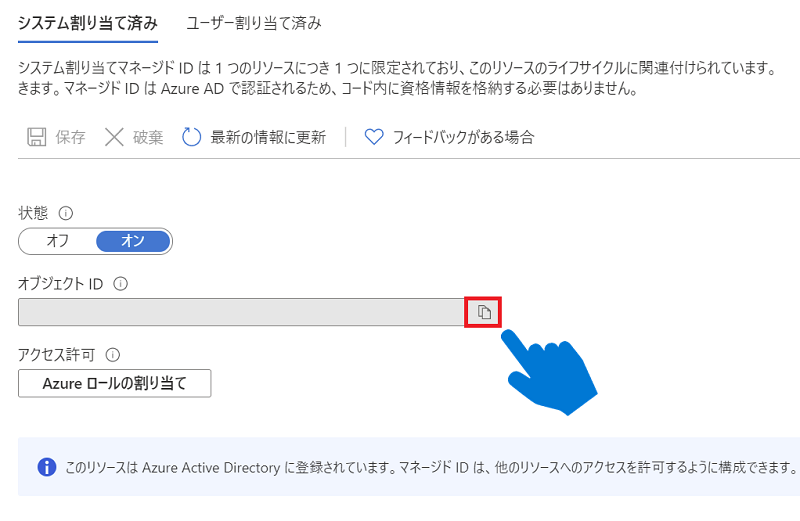 システム割り当て済み ユーザー割り当て済み
システム割り当てマネージド ID は 1 つのリソースにつき 1 つに限定されており、このリソースのライフサイクルに関連付けられています。
きます。マネージド ID は Azure AD で認証されるため、コード内に資格情報を格納する必要はありません。
保存 破棄 最新の情報に更新 フィードバックがある場合
状態
オフ オン
オブジェクト ID
アクセス許可
Azure ロールの割り当て
このリソースは Azure Active Directory に登録されています。マネージド ID は、他のリソースへのアクセスを許可するように構成できます。